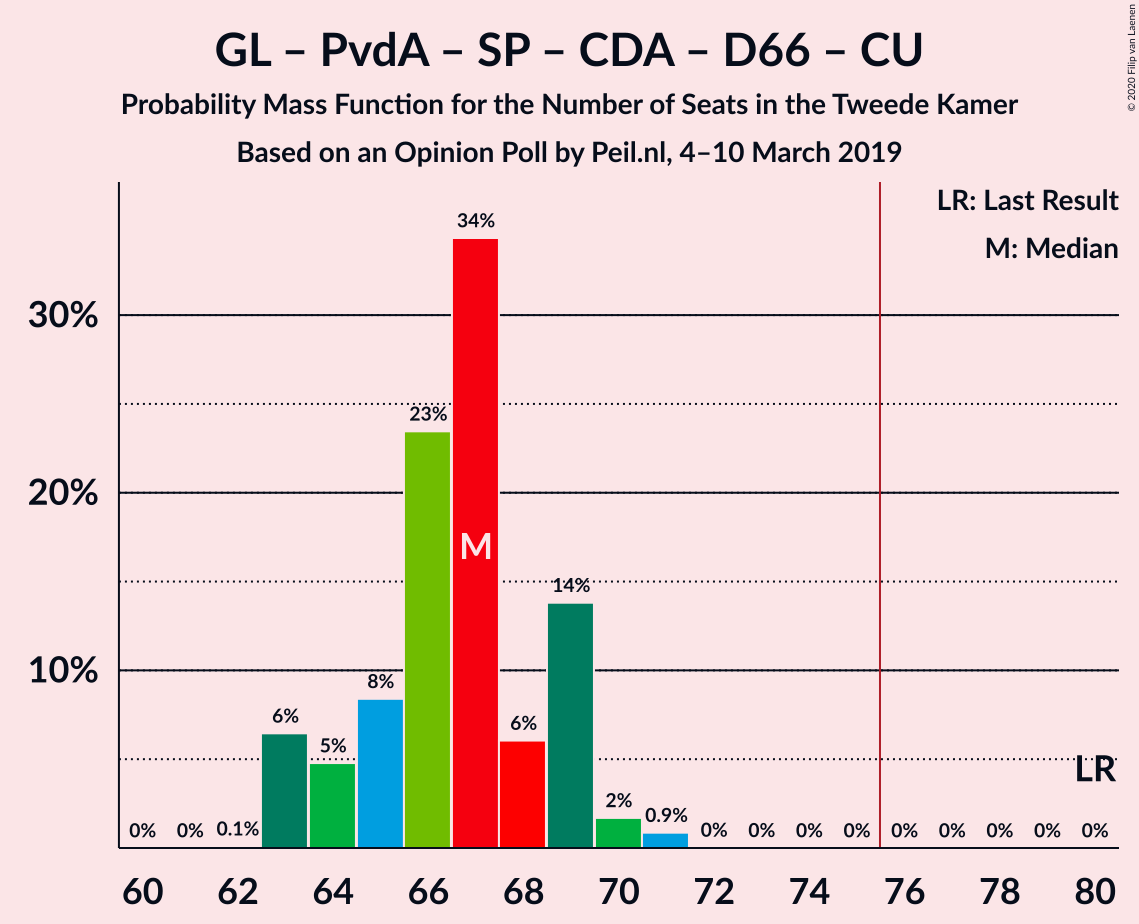 GL – PvdA – SP – CDA – D66 – CU
Probability Mass Function for the Number of Seats in the Tweede Kamer
Based on an Opinion Poll by Peil.nl, 4–10 March 2019
© 2020 Filip van Laenen
LR: Last Result
M: Median
34%
30%
23%
20%
M
14%
10%
8%
6%
6%
5%
LR
2%
0.9%
0% 0% 0.1% 0% 0% 0% 0% 0% 0% 0% 0% 0%
60 62 64 66 68 70 72 74 76 78 80